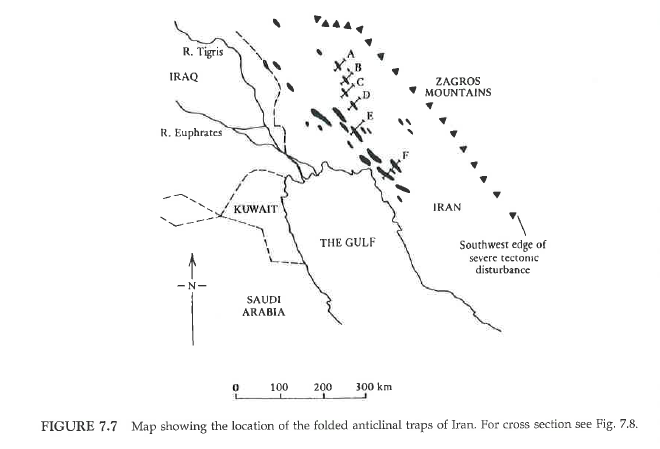 R. Tigris
IRAQ
R. Euphrates
A
B
C
D
E
F
ZAGROS
MOUNTAINS
KUWAIT
IRAN
THE GULF
Southwest edge of
severe tectonic
disturbance
–N–
SAUDI
ARABIA
0 100 200 300 km
FIGURE 7.7 Map showing the location of the folded anticlinal traps of Iran. For cross section see Fig. 7.8.